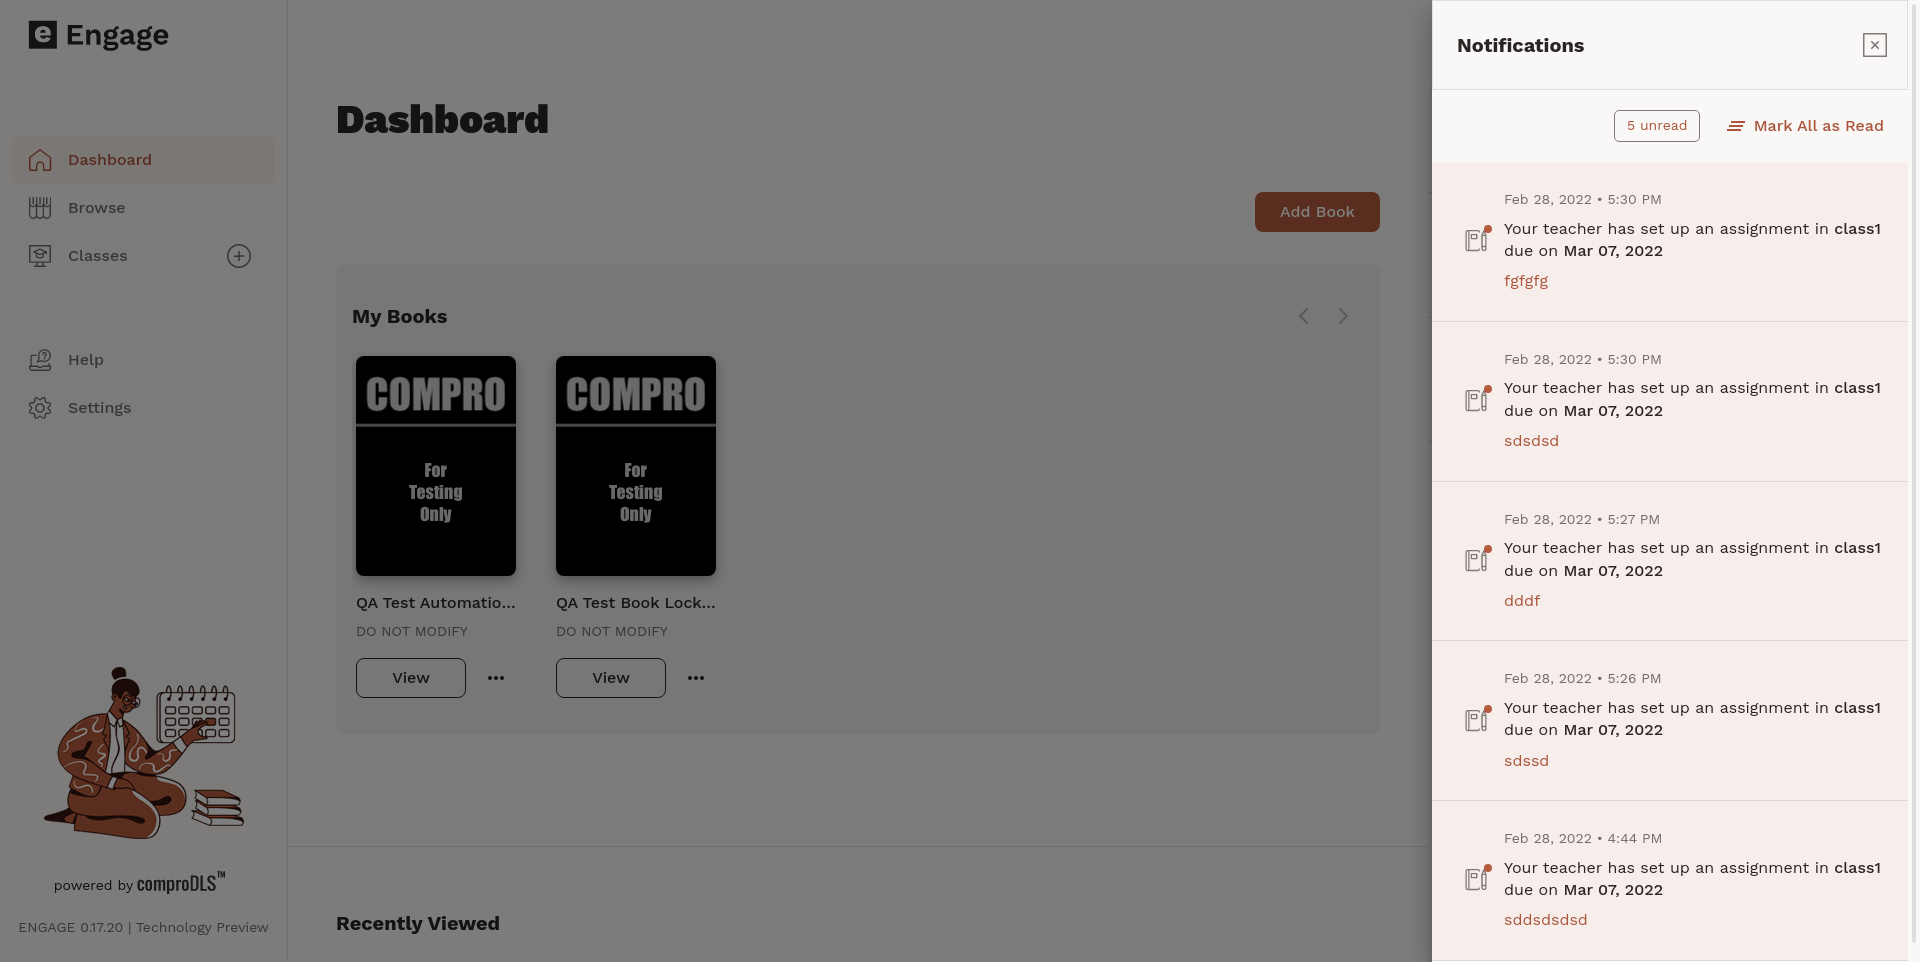 e Engage
Dashboard
Browse
Classes
Help
Settings
powered by comproDLS™
ENGAGE 0.17.20 | Technology Preview
Dashboard
Add Book
My Books
COMPRO
For
Testing
Only
QA Test Automatio...
DO NOT MODIFY
View
COMPRO
For
Testing
Only
QA Test Book Lock...
DO NOT MODIFY
View
Recently Viewed
Notifications
5 unread
Mark All as Read
Feb 28, 2022 • 5:30 PM
Your teacher has set up an assignment in class1
due on Mar 07, 2022
fgfgfg
Feb 28, 2022 • 5:30 PM
Your teacher has set up an assignment in class1
due on Mar 07, 2022
sdsdsd
Feb 28, 2022 • 5:27 PM
Your teacher has set up an assignment in class1
due on Mar 07, 2022
dddf
Feb 28, 2022 • 5:26 PM
Your teacher has set up an assignment in class1
due on Mar 07, 2022
sdssd
Feb 28, 2022 • 4:44 PM
Your teacher has set up an assignment in class1
due on Mar 07, 2022
sddsdsdsd